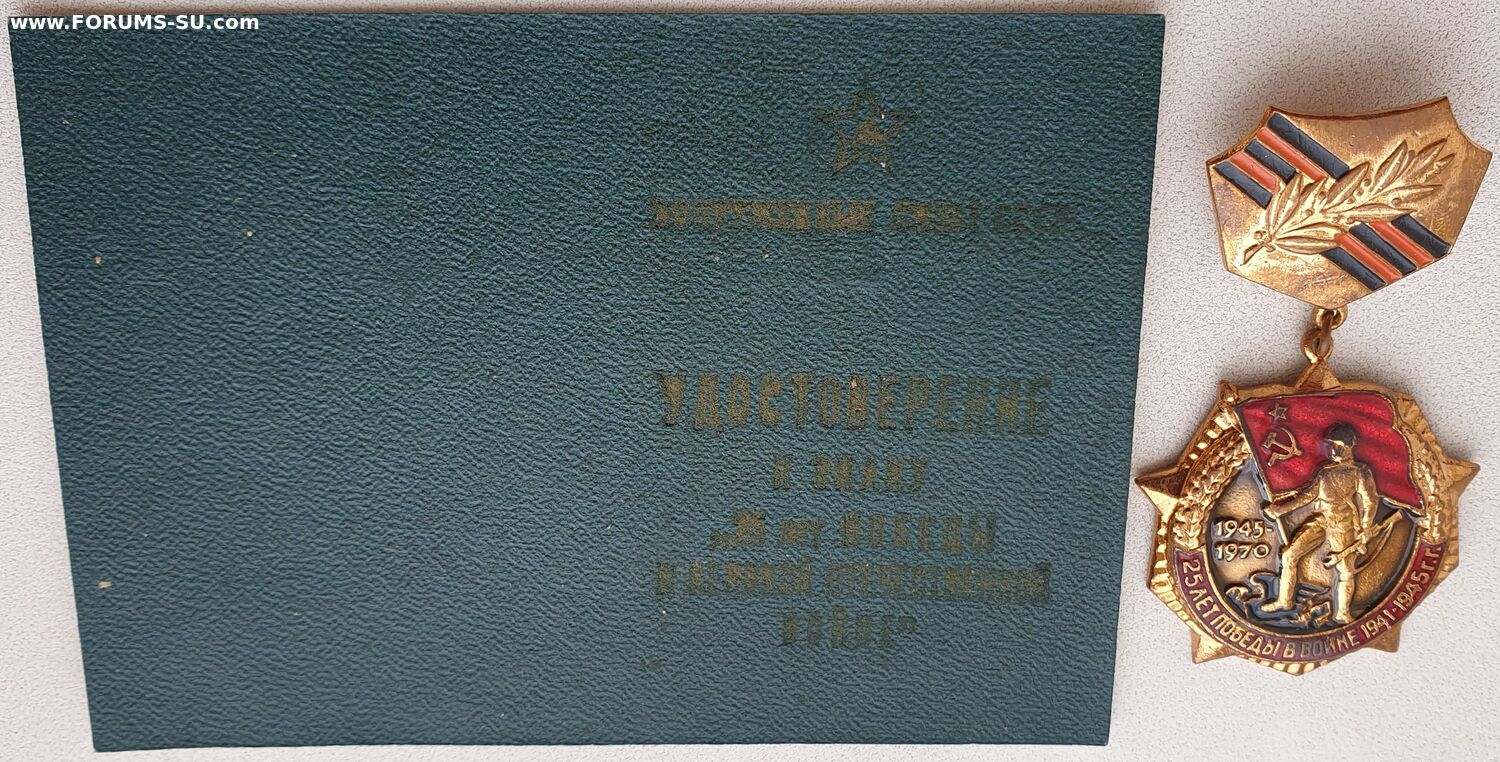 www.FORUMS-SU.com
ВООРУЖЕННЫЕ СИЛЫ СССР
УДОСТОВЕРЕНИЕ
К ЗНАКУ
„25 лет ПОБЕДЫ
В ВЕЛИКОЙ ОТЕЧЕСТВЕННОЙ
ВОЙНЕ"
1945-
1970
25 ЛЕТ ПОБЕДЫ В ВОЙНЕ 1941-1945 г.г.